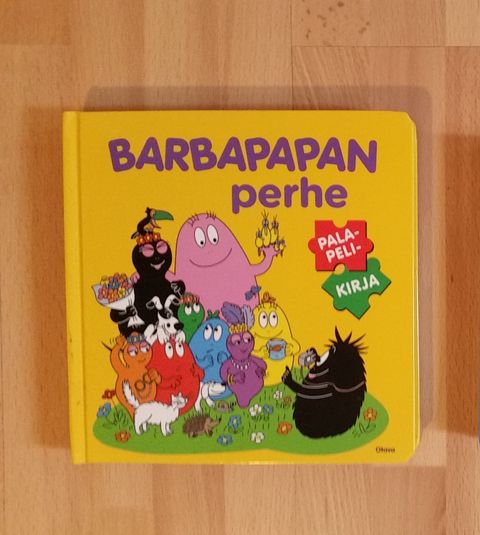 BARBAPAPAN
perhe
PALA-
PELI-
KIRJA
Otava